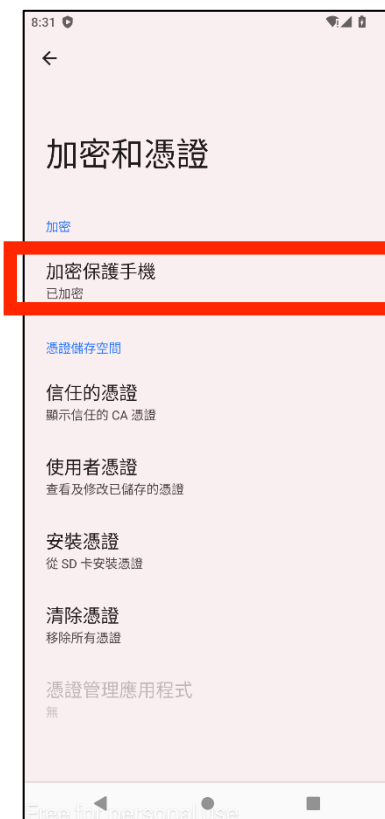 8:31
加密和憑證
加密
加密保護手機
已加密
憑證儲存空間
信任的憑證
顯示信任的 CA 憑證
使用者憑證
查看及修改已儲存的憑證
安裝憑證
從 SD 卡安裝憑證
清除憑證
移除所有憑證
憑證管理應用程式
無
Free for personal use